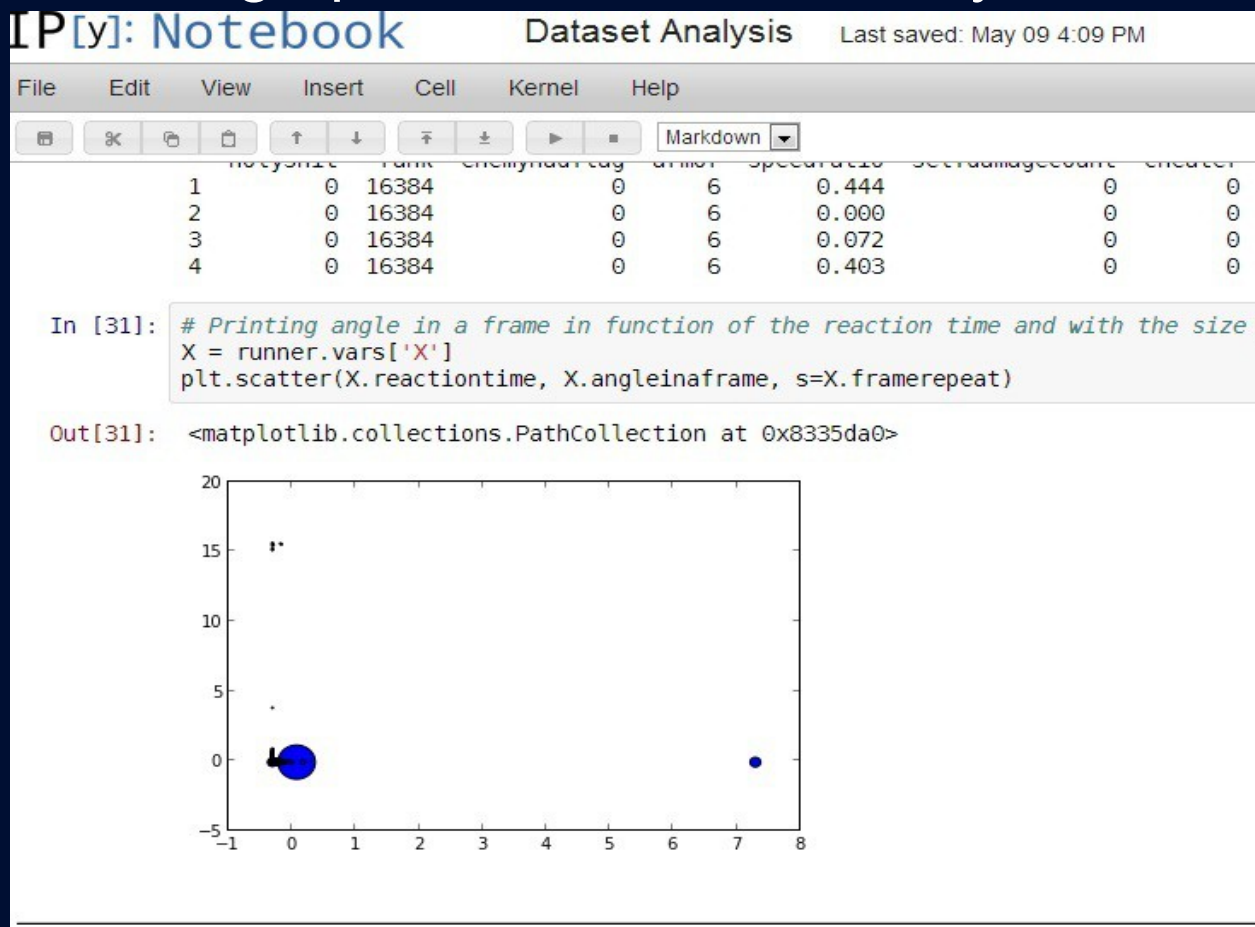 IP[y]: Notebook Dataset Analysis Last saved: May 09 4:09 PM
File Edit View Insert Cell Kernel Help
Markdown
1 0 16384 0 6 0.444 0 0
2 0 16384 0 6 0.000 0 0
3 0 16384 0 6 0.072 0 0
4 0 16384 0 6 0.403 0 0
In [31]: # Printing angle in a frame in function of the reaction time and with the size
X = runner.vars['X']
plt.scatter(X.reactiontime, X.angleinaframe, s=X.framerepeat)
Out[31]: <matplotlib.collections.PathCollection at 0x8335da0>
20
15
10
5
0
−5
−1 0 1 2 3 4 5 6 7 8